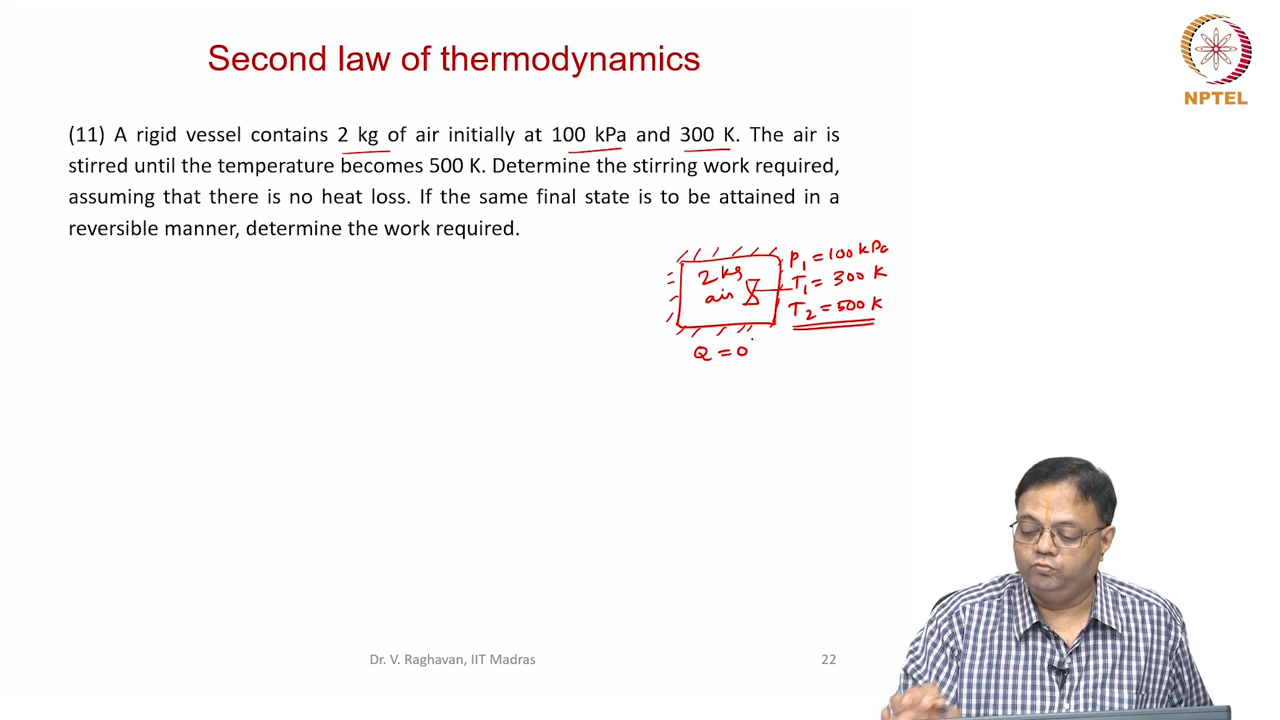 Second law of thermodynamics
NPTEL
(11) A rigid vessel contains 2 kg of air initially at 100 kPa and 300 K. The air is
stirred until the temperature becomes 500 K. Determine the stirring work required,
assuming that there is no heat loss. If the same final state is to be attained in a
reversible manner, determine the work required.
2 kg
air
P₁ = 100 kPa
T₁ = 300 K
T₂ = 500 K
Q = 0
Dr. V. Raghavan, IIT Madras
22